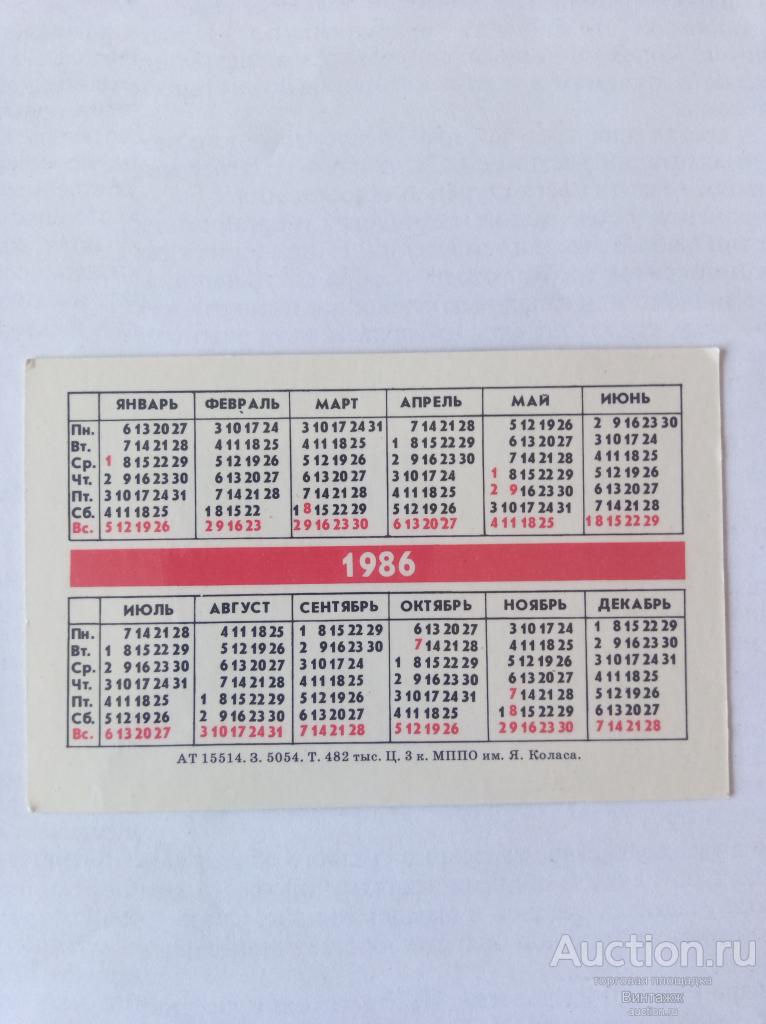 ЯНВАРЬ ФЕВРАЛЬ МАРТ АПРЕЛЬ МАЙ ИЮНЬ
Пн. 6 13 20 27 3 10 17 24 3 10 17 24 31 7 14 21 28 5 12 19 26 2 9 16 23 30
Вт. 7 14 21 28 4 11 18 25 4 11 18 25 1 8 15 22 29 6 13 20 27 3 10 17 24
Ср. 1 8 15 22 29 5 12 19 26 5 12 19 26 2 9 16 23 30 7 14 21 28 4 11 18 25
Чт. 2 9 16 23 30 6 13 20 27 6 13 20 27 3 10 17 24 1 8 15 22 29 5 12 19 26
Пт. 3 10 17 24 31 7 14 21 28 7 14 21 28 4 11 18 25 2 9 16 23 30 6 13 20 27
Сб. 4 11 18 25 1 8 15 22 1 8 15 22 29 5 12 19 26 3 10 17 24 31 7 14 21 28
Вс. 5 12 19 26 2 9 16 23 2 9 16 23 30 6 13 20 27 4 11 18 25 1 8 15 22 29
1986
ИЮЛЬ АВГУСТ СЕНТЯБРЬ ОКТЯБРЬ НОЯБРЬ ДЕКАБРЬ
Пн. 7 14 21 28 4 11 18 25 1 8 15 22 29 6 13 20 27 3 10 17 24 1 8 15 22 29
Вт. 1 8 15 22 29 5 12 19 26 2 9 16 23 30 7 14 21 28 4 11 18 25 2 9 16 23 30
Ср. 2 9 16 23 30 6 13 20 27 3 10 17 24 1 8 15 22 29 5 12 19 26 3 10 17 24 31
Чт. 3 10 17 24 31 7 14 21 28 4 11 18 25 2 9 16 23 30 6 13 20 27 4 11 18 25
Пт. 4 11 18 25 1 8 15 22 29 5 12 19 26 3 10 17 24 31 7 14 21 28 5 12 19 26
Сб. 5 12 19 26 2 9 16 23 30 6 13 20 27 4 11 18 25 1 8 15 22 29 6 13 20 27
Вс. 6 13 20 27 3 10 17 24 31 7 14 21 28 5 12 19 26 2 9 16 23 30 7 14 21 28
АТ 15514. З. 5054. Т. 482 тыс. Ц. 3 к. МППО им. Я. Коласа.
Auction.ru
торговая площадка
Винтажж
auction.ru